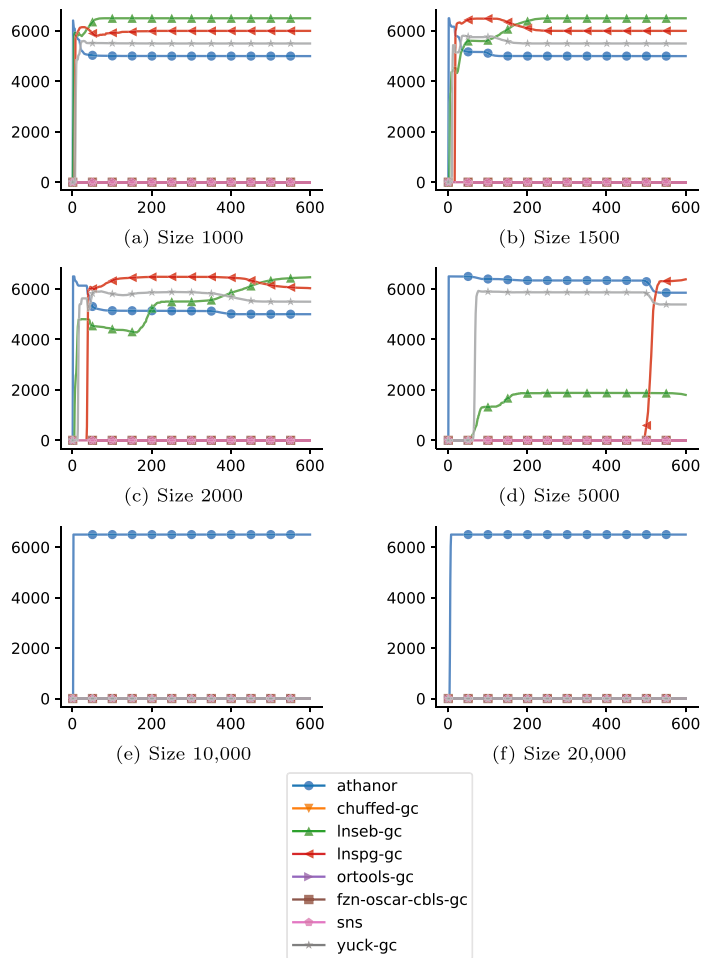 6000 6000
4000 4000
2000 2000
0 0
0 200 400 600 0 200 400 600
(a) Size 1000 (b) Size 1500
6000 6000
4000 4000
2000 2000
0 0
0 200 400 600 0 200 400 600
(c) Size 2000 (d) Size 5000
6000 6000
4000 4000
2000 2000
0 0
0 200 400 600 0 200 400 600
(e) Size 10,000 (f) Size 20,000
athanor
chuffed-gc
lnseb-gc
lnspg-gc
ortools-gc
fzn-oscar-cbls-gc
sns
yuck-gc